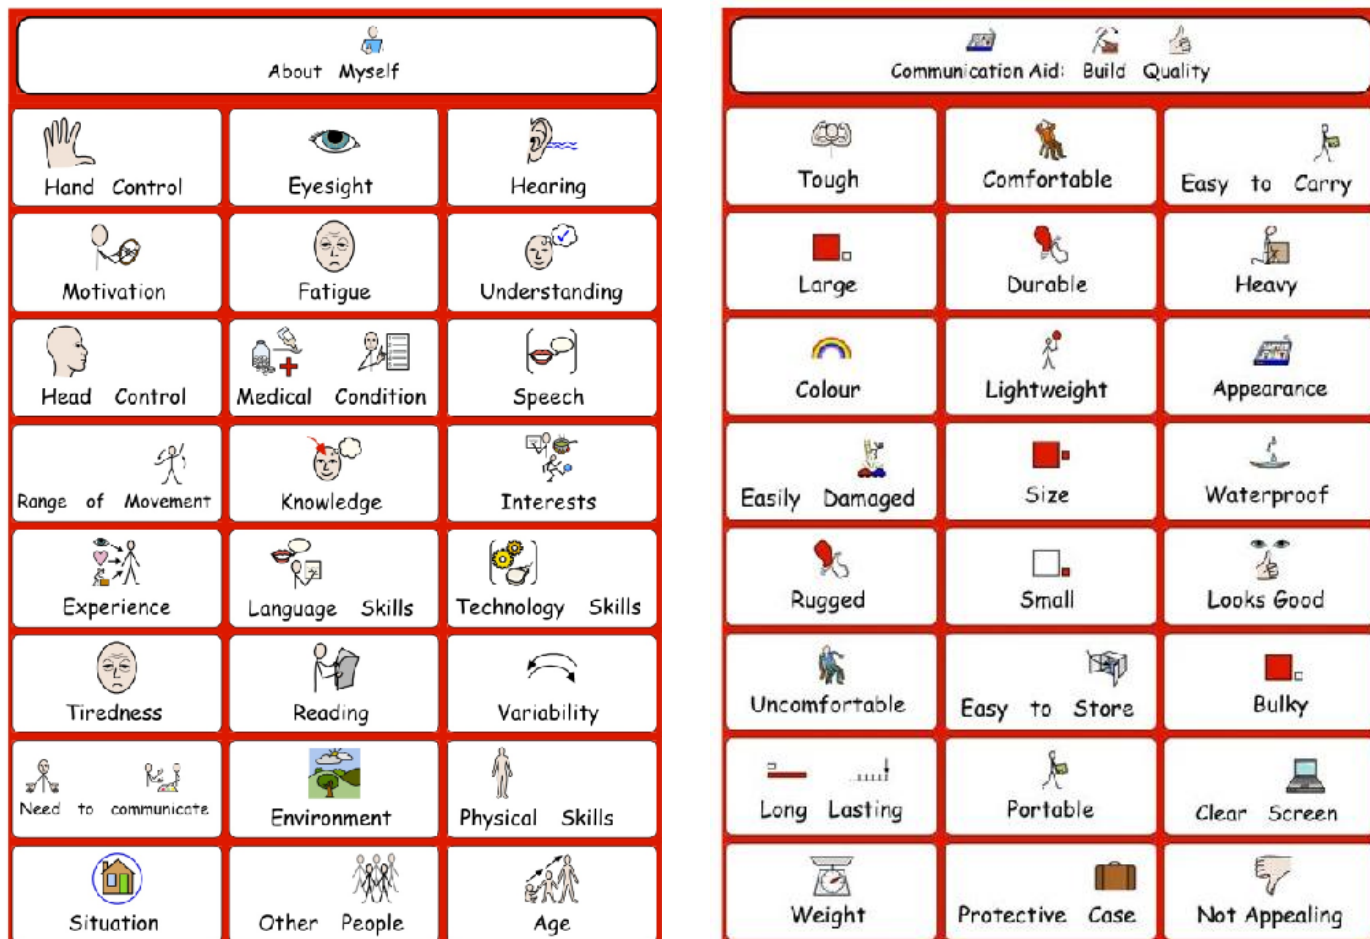 About Myself
Hand Control
Eyesight
Hearing
Motivation
Fatigue
Understanding
Head Control
Medical Condition
Speech
Range of Movement
Knowledge
Interests
Experience
Language Skills
Technology Skills
Tiredness
Reading
Variability
Need to communicate
Environment
Physical Skills
Situation
Other People
Age
Communication Aid: Build Quality
Tough
Comfortable
Easy to Carry
Large
Durable
Heavy
Colour
Lightweight
Appearance
Easily Damaged
Size
Waterproof
Rugged
Small
Looks Good
Uncomfortable
Easy to Store
Bulky
Long Lasting
Portable
Clear Screen
Weight
Protective Case
Not Appealing